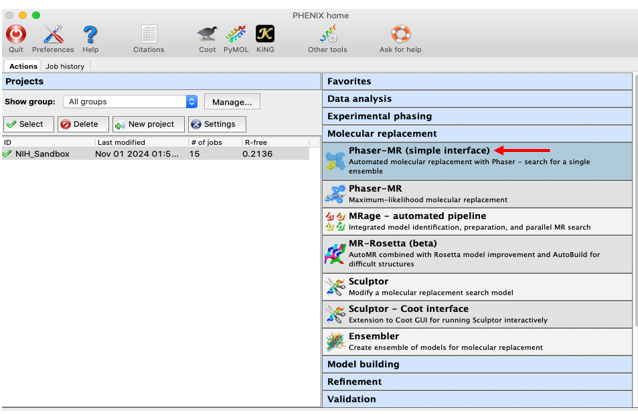 PHENIX home
Quit Preferences Help Citations Coot PyMOL KiNG Other tools Ask for help
Actions Job history
Projects
Show group: All groups Manage...
Select Delete New project Settings
ID Last modified # of jobs R-free
NIH_Sandbox Nov 01 2024 01:5... 15 0.2136
Favorites
Data analysis
Experimental phasing
Molecular replacement
Phaser-MR (simple interface)
Automated molecular replacement with Phaser - search for a single
ensemble
Phaser-MR
Maximum-likelihood molecular replacement
MRage - automated pipeline
Integrated model identification, preparation, and parallel MR search
MR-Rosetta (beta)
AutoMR combined with Rosetta model improvement and AutoBuild for
difficult structures
Sculptor
Modify a molecular replacement search model
Sculptor - Coot interface
Extension to Coot GUI for running Sculptor interactively
Ensembler
Create ensemble of models for molecular replacement
Model building
Refinement
Validation